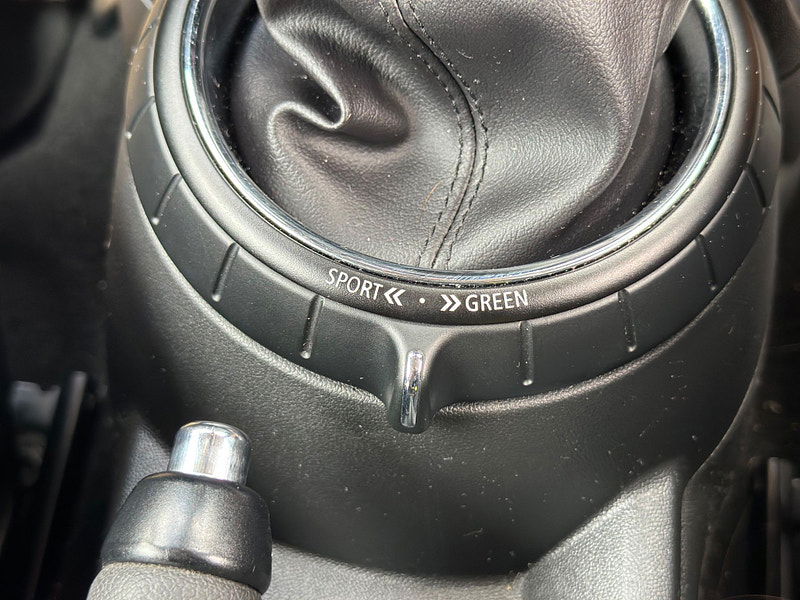 SPORT « · » GREEN